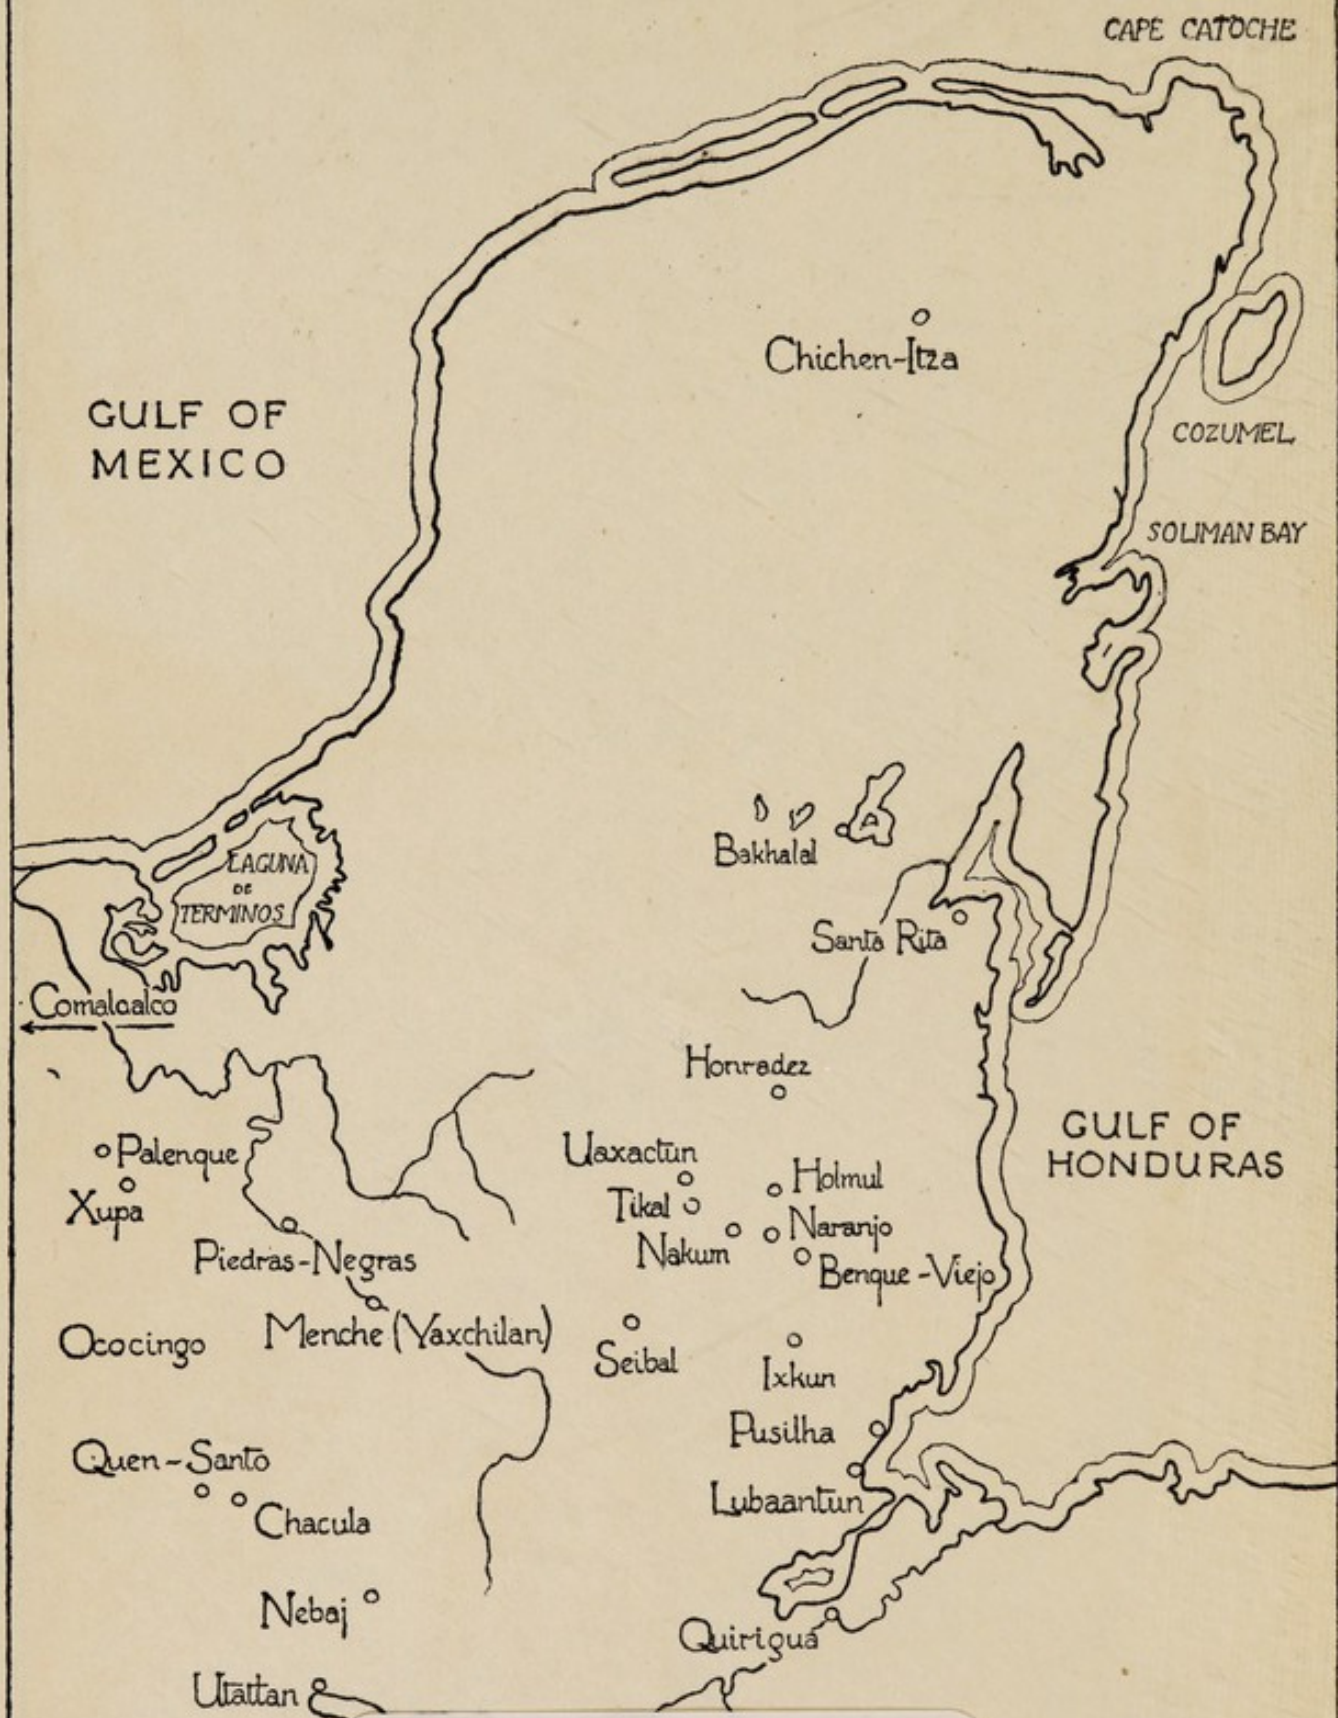 CAPE CATOCHE
Chichen-Itza
GULF OF
MEXICO
COZUMEL
SOLIMAN BAY
Bakhalal
LAGUNA
DE
TERMINOS
Santa Rita
Comalcalco
Honradez
GULF OF
HONDURAS
Palenque
Uaxactun
Holmul
Xupa
Tikal
Naranjo
Nakum
Piedras-Negras
Benque-Viejo
Ococingo
Menche (Yaxchilan)
Seibal
Ixkun
Pusilha
Quen-Santo
Lubaantun
Chacula
Nebaj
Quirigua
Utatlan